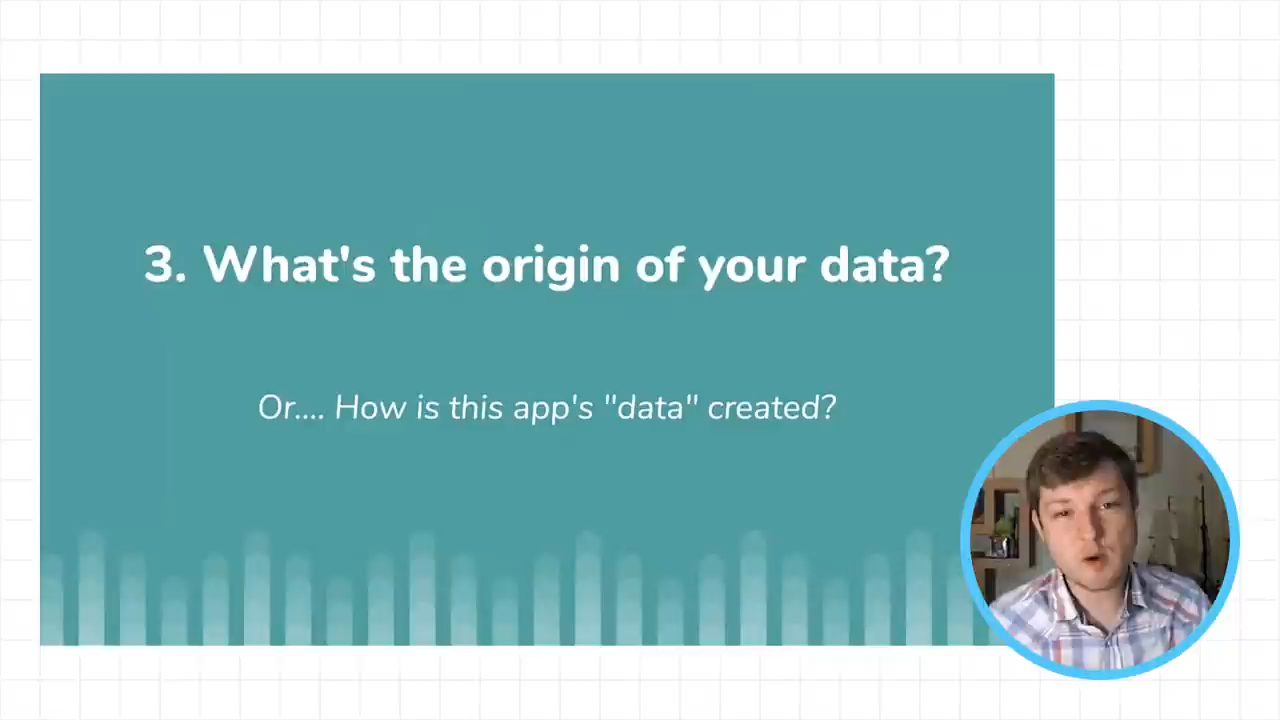 3. What's the origin of your data?
Or.... How is this app's "data" created?